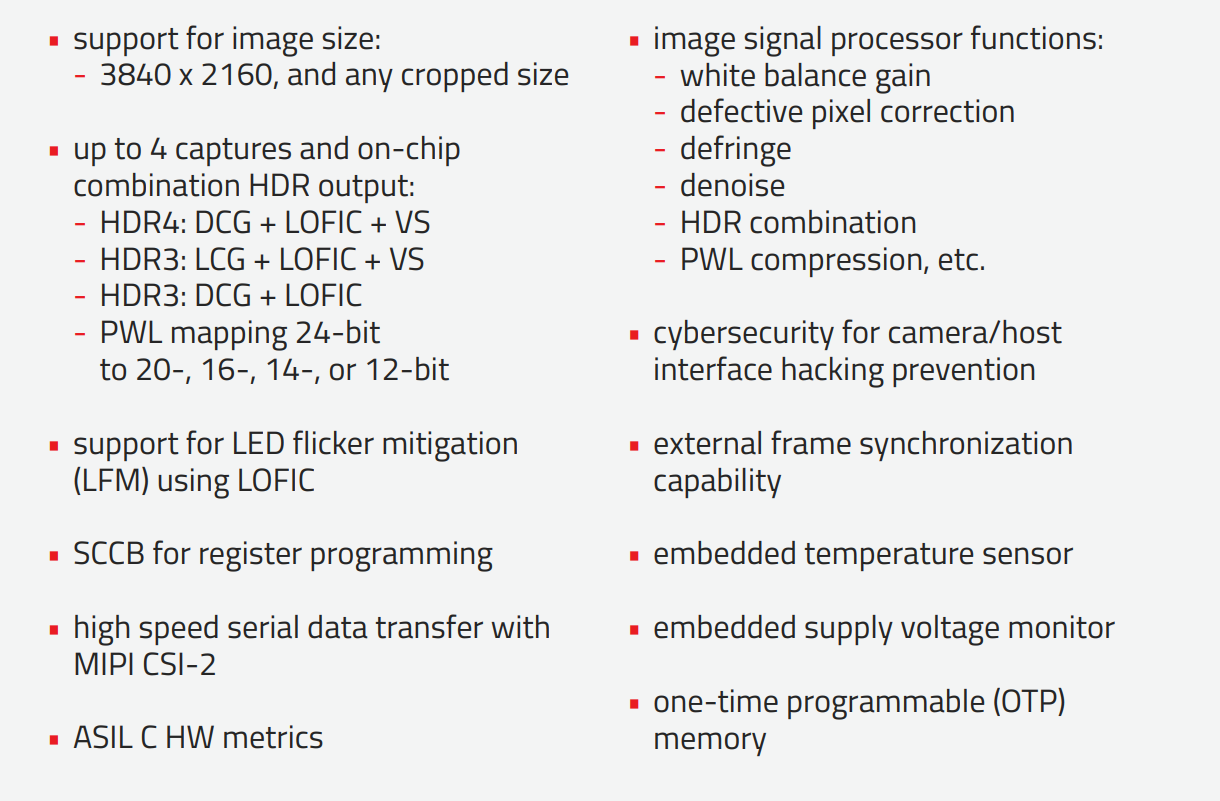 ▪ support for image size:
- 3840 x 2160, and any cropped size
▪ up to 4 captures and on-chip
combination HDR output:
- HDR4: DCG + LOFIC + VS
- HDR3: LCG + LOFIC + VS
- HDR3: DCG + LOFIC
- PWL mapping 24-bit
to 20-, 16-, 14-, or 12-bit
▪ support for LED flicker mitigation
(LFM) using LOFIC
▪ SCCB for register programming
▪ high speed serial data transfer with
MIPI CSI-2
▪ ASIL C HW metrics
▪ image signal processor functions:
- white balance gain
- defective pixel correction
- defringe
- denoise
- HDR combination
- PWL compression, etc.
▪ cybersecurity for camera/host
interface hacking prevention
▪ external frame synchronization
capability
▪ embedded temperature sensor
▪ embedded supply voltage monitor
▪ one-time programmable (OTP)
memory